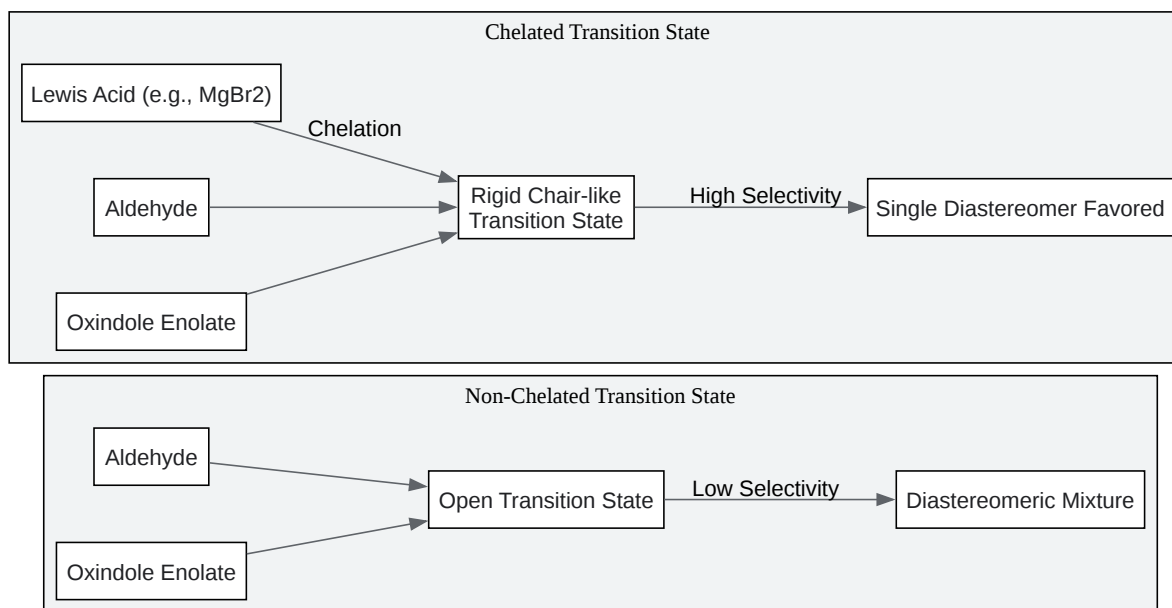 Chelated Transition State
Lewis Acid (e.g., MgBr2)
Chelation
Aldehyde
Rigid Chair-like
Transition State
High Selectivity
Single Diastereomer Favored
Oxindole Enolate
Non-Chelated Transition State
Aldehyde
Open Transition State
Low Selectivity
Diastereomeric Mixture
Oxindole Enolate